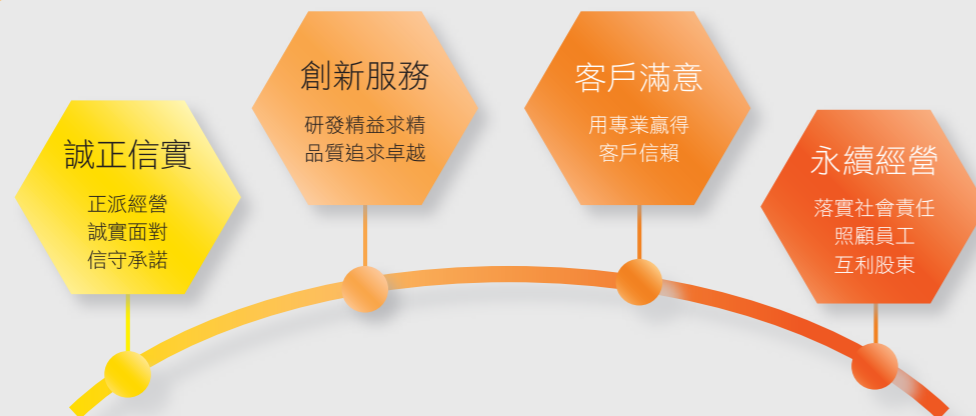 誠正信實
正派經營
誠實面對
信守承諾
創新服務
研發精益求精
品質追求卓越
客戶滿意
用專業贏得
客戶信賴
永續經營
落實社會責任
照顧員工
互利股東